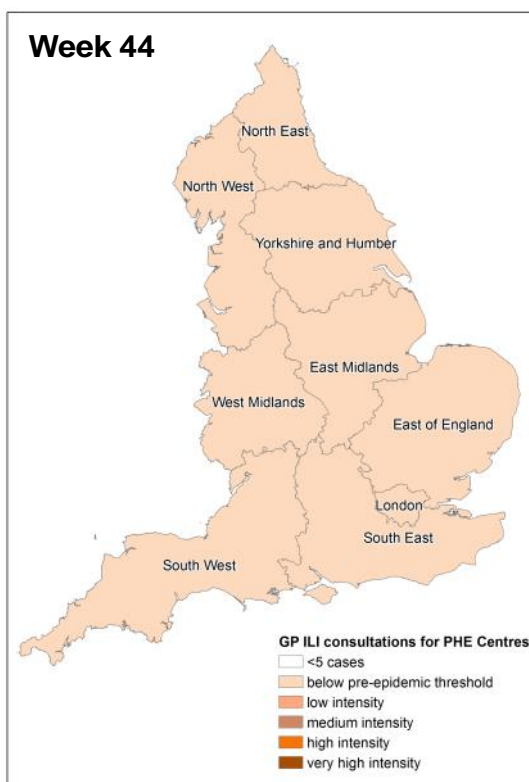 Week 44
North East
North West
Yorkshire and Humber
East Midlands
West Midlands
East of England
London
South East
South West
GP ILI consultations for PHE Centres
<5 cases
below pre-epidemic threshold
low intensity
medium intensity
high intensity
very high intensity